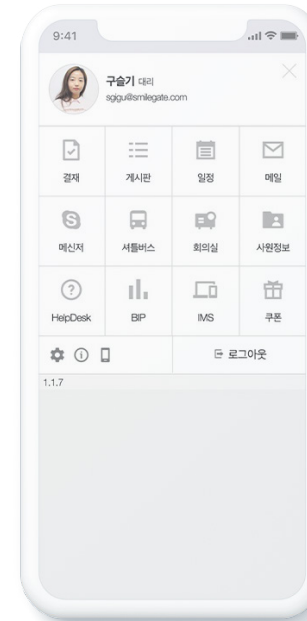 9:41
구슬기 대리
sgigu@smilegate.com
결재 게시판 일정 메일
메신저 셔틀버스 회의실 사원정보
HelpDesk BIP IMS 쿠폰
로그아웃
1.1.7